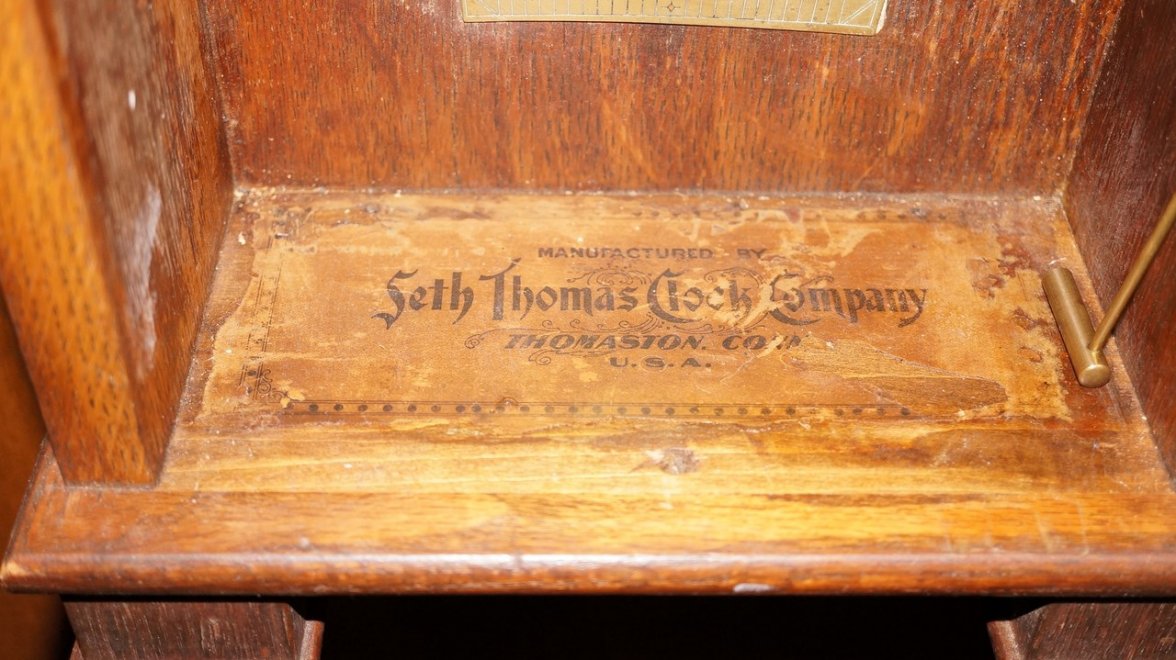 MANUFACTURED BY
Seth Thomas Clock Company
THOMASTON, CONN
U.S.A.